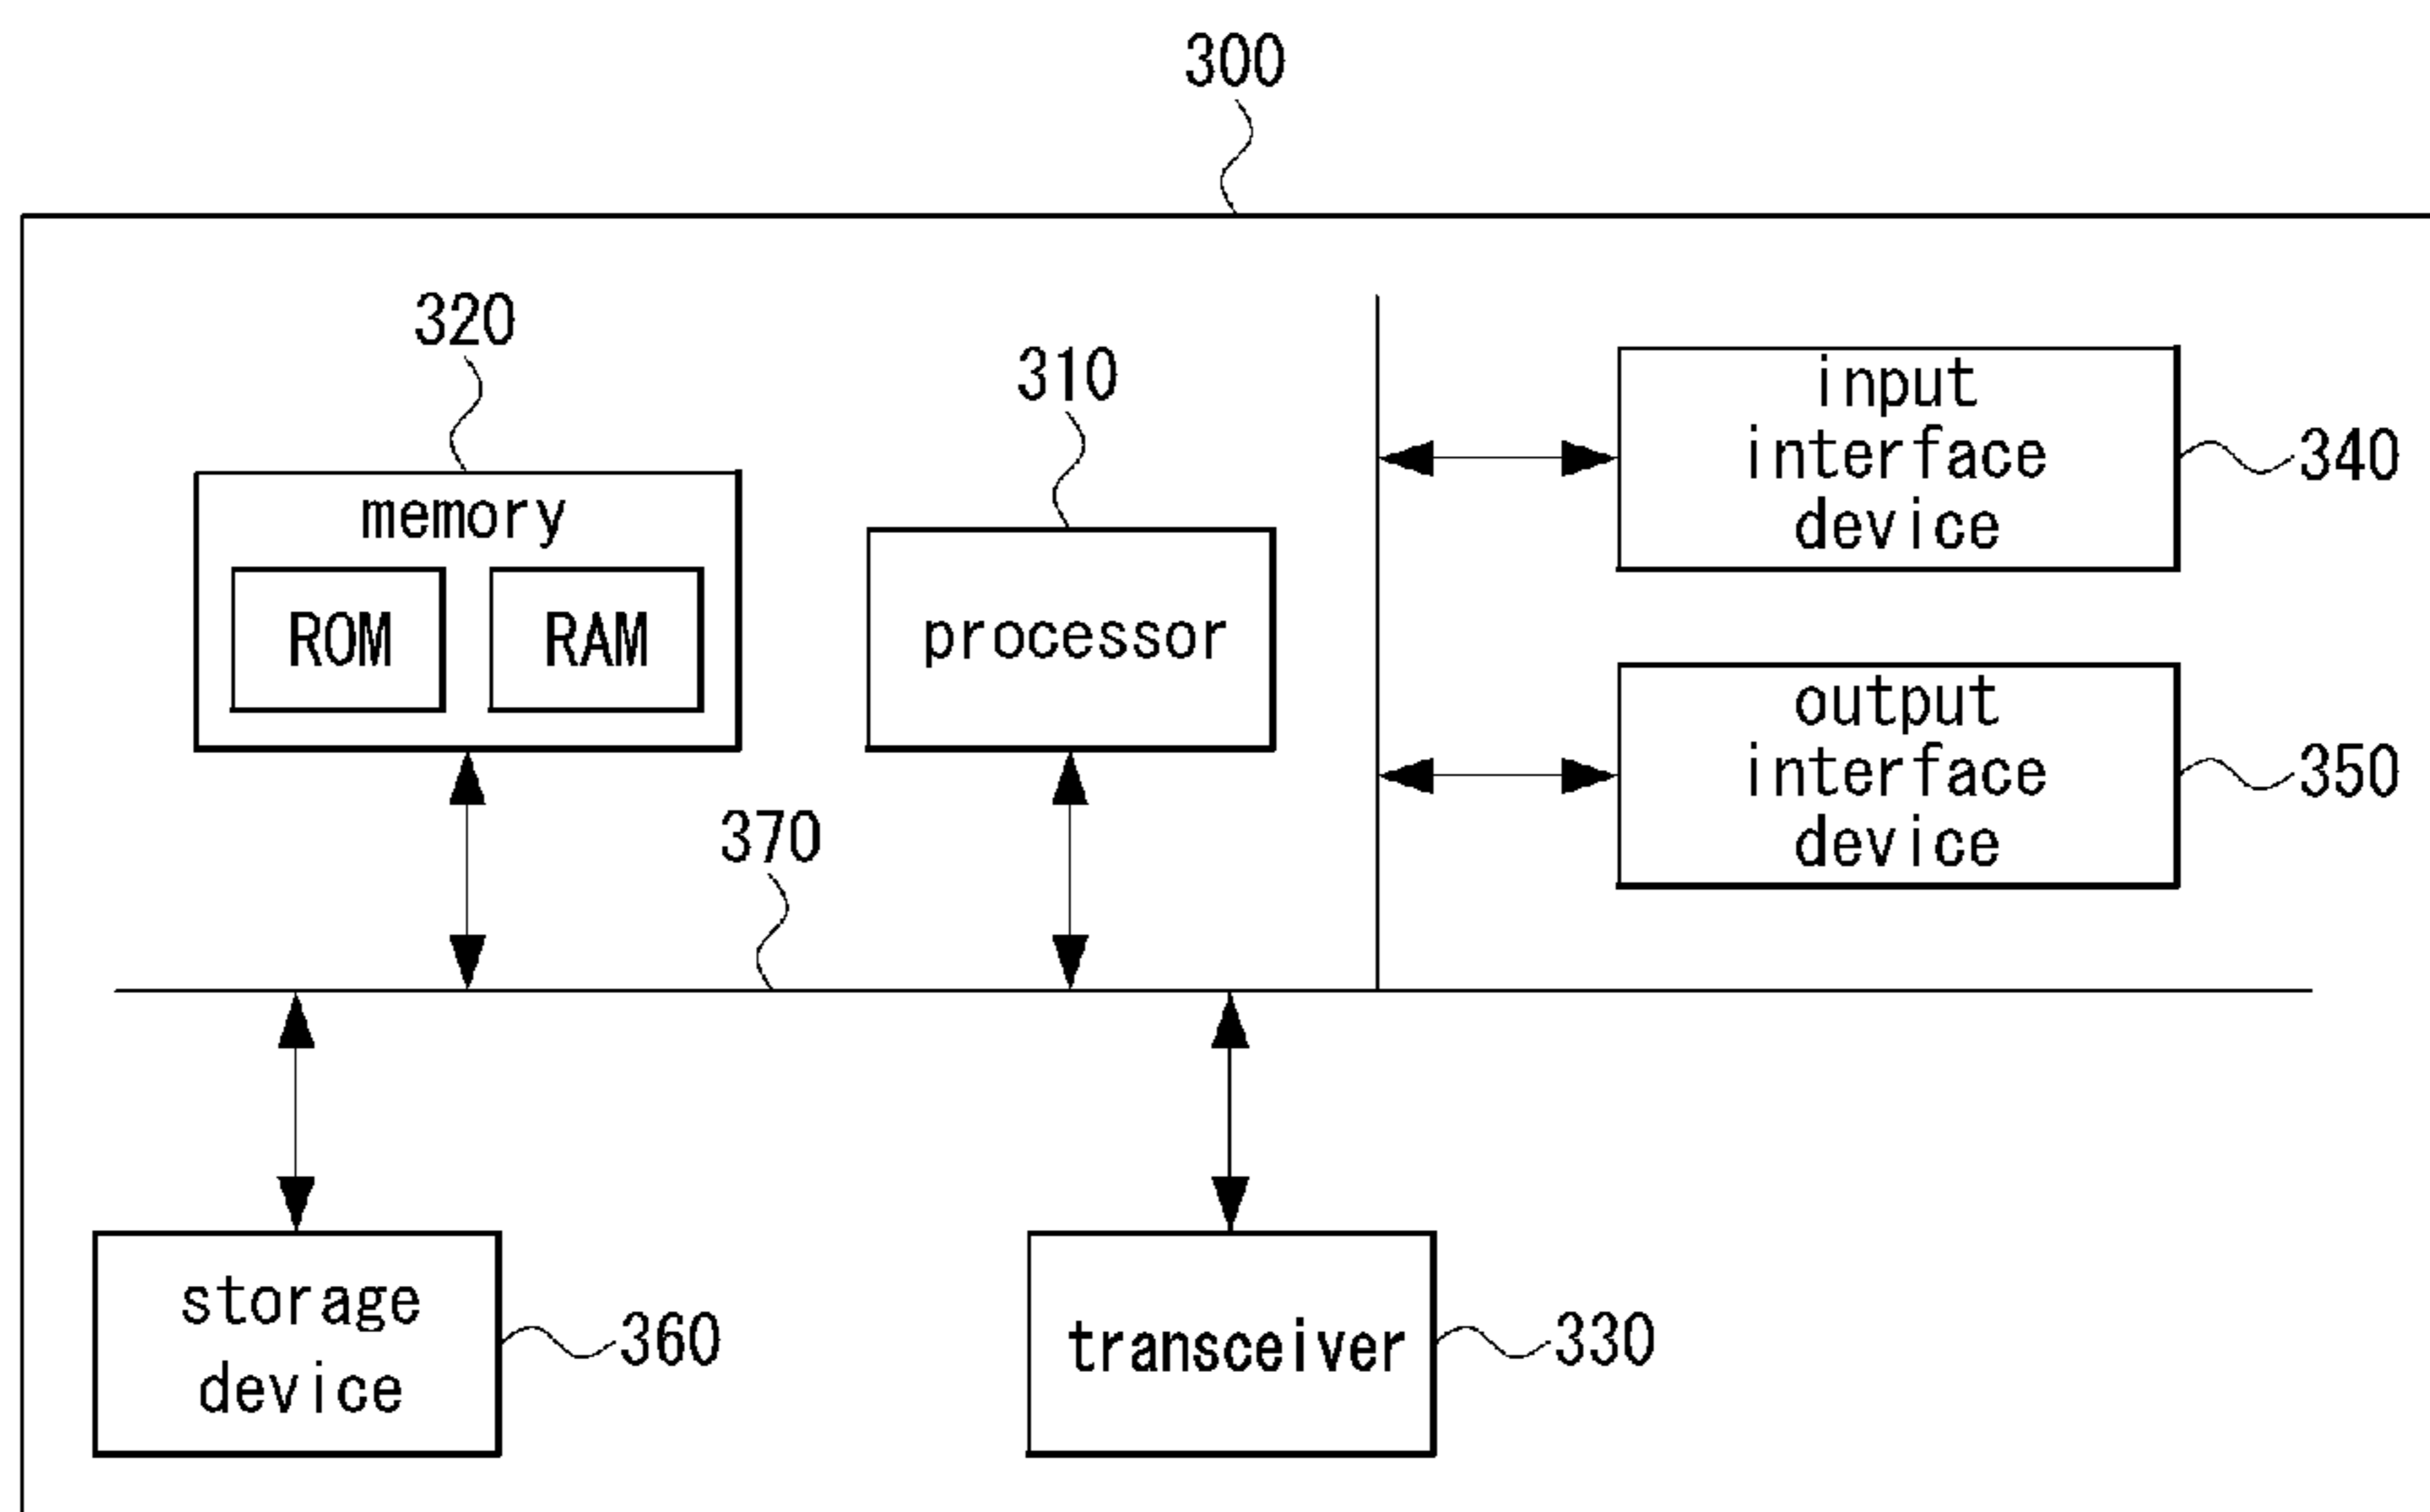 300
320
310
input
interface
device
340
memory
ROM
RAM
processor
output
interface
device
350
370
storage
device
360
transceiver
330